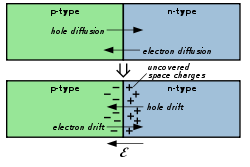 p-type n-type
hole diffusion
electron diffusion
uncovered
space charges
p-type n-type
hole drift
electron drift
ℰ